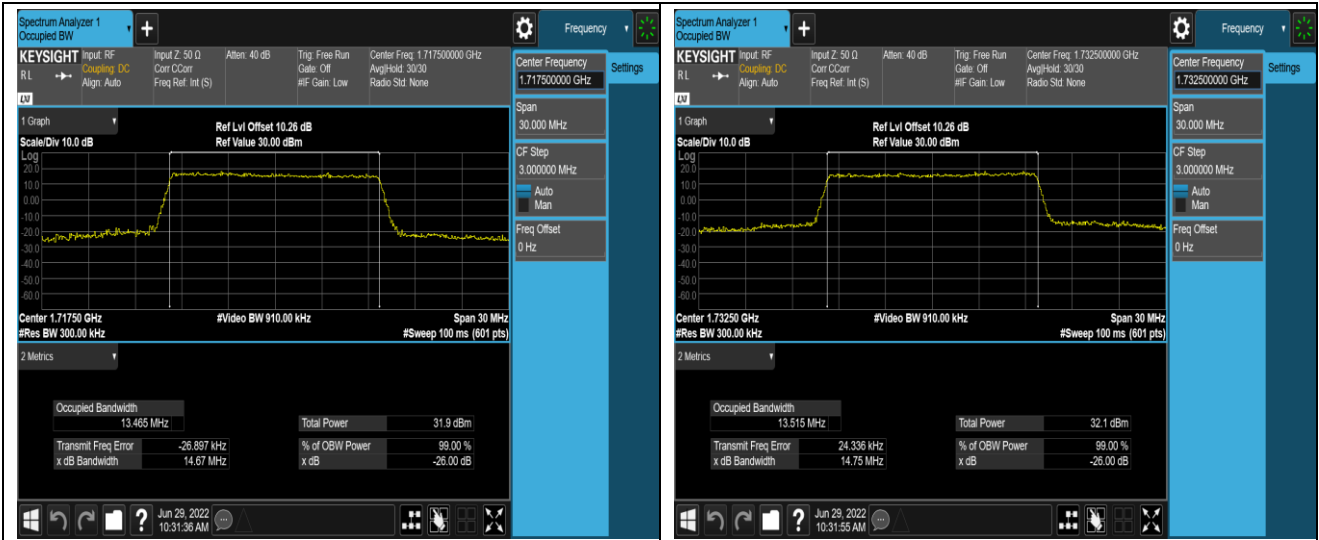 Spectrum Analyzer 1
Occupied BW
+
Frequency
KEYSIGHT Input: RF Input Z: 50 Ω Atten: 40 dB Trig: Free Run Center Freq: 1.717500000 GHz
Coupling: DC Corr CCorr Gate: Off Avg|Hold: 30/30
RL Align: Auto Freq Ref: Int (S) #IF Gain: Low Radio Std: None
LXI
Center Frequency
1.717500000 GHz
Settings
Span
30.000 MHz
CF Step
3.000000 MHz
Auto
Man
Freq Offset
0 Hz
1 Graph
Ref Lvl Offset 10.26 dB
Scale/Div 10.0 dB Ref Value 30.00 dBm
Log
20.0
10.0
0.00
-10.0
-20.0
-30.0
-40.0
-50.0
-60.0
Center 1.71750 GHz #Video BW 910.00 kHz Span 30 MHz
#Res BW 300.00 kHz #Sweep 100 ms (601 pts)
2 Metrics
Occupied Bandwidth
13.465 MHz Total Power 31.9 dBm
Transmit Freq Error -26.897 kHz % of OBW Power 99.00 %
x dB Bandwidth 14.67 MHz x dB -26.00 dB
? Jun 29, 2022
10:31:36 AM
Spectrum Analyzer 1
Occupied BW
+
Frequency
KEYSIGHT Input: RF Input Z: 50 Ω Atten: 40 dB Trig: Free Run Center Freq: 1.732500000 GHz
Coupling: DC Corr CCorr Gate: Off Avg|Hold: 30/30
RL Align: Auto Freq Ref: Int (S) #IF Gain: Low Radio Std: None
LXI
Center Frequency
1.732500000 GHz
Settings
Span
30.000 MHz
CF Step
3.000000 MHz
Auto
Man
Freq Offset
0 Hz
1 Graph
Ref Lvl Offset 10.26 dB
Scale/Div 10.0 dB Ref Value 30.00 dBm
Log
20.0
10.0
0.00
-10.0
-20.0
-30.0
-40.0
-50.0
-60.0
Center 1.73250 GHz #Video BW 910.00 kHz Span 30 MHz
#Res BW 300.00 kHz #Sweep 100 ms (601 pts)
2 Metrics
Occupied Bandwidth
13.515 MHz Total Power 32.1 dBm
Transmit Freq Error 24.336 kHz % of OBW Power 99.00 %
x dB Bandwidth 14.75 MHz x dB -26.00 dB
? Jun 29, 2022
10:31:55 AM